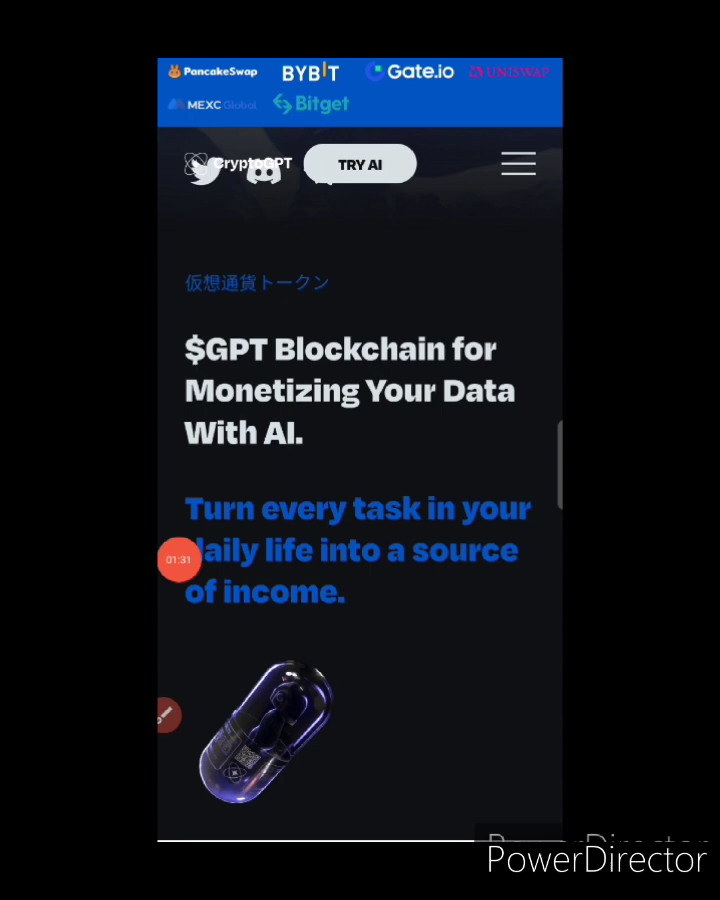 PancakeSwap BYBIT Gate.io UNISWAP
MEXC Global Bitget
CryptoGPT TRY AI
仮想通貨トークン
$GPT Blockchain for
Monetizing Your Data
With AI.
Turn every task in your
daily life into a source
01:31
of income.
PowerDirector
PowerDirector